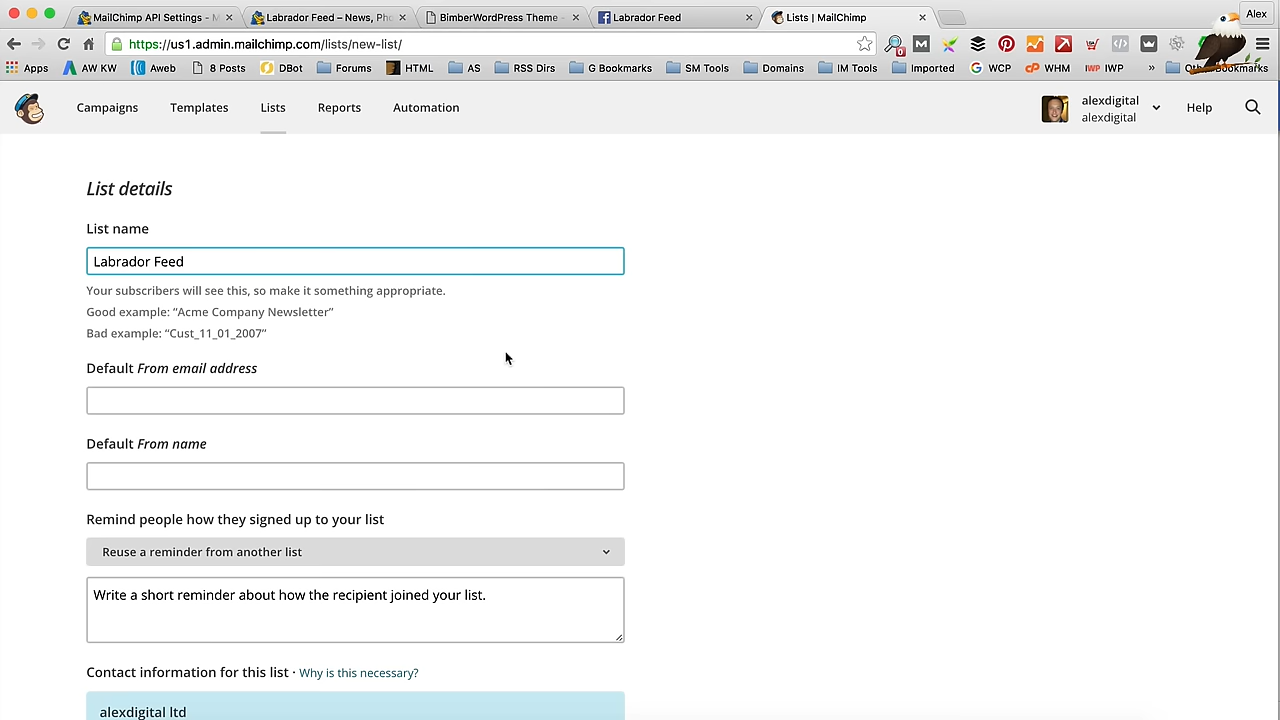 MailChimp API Settings - M
Labrador Feed – News, Pho
BimberWordPress Theme -
Labrador Feed
Lists | MailChimp
Alex
https://us1.admin.mailchimp.com/lists/new-list/
Apps
AW KW
Aweb
8 Posts
DBot
Forums
HTML
AS
RSS Dirs
G Bookmarks
SM Tools
Domains
IM Tools
Imported
WCP
WHM
IWP
IWP
»
Campaigns
Templates
Lists
Reports
Automation
alexdigital
alexdigital
Help
List details
List name
Labrador Feed
Your subscribers will see this, so make it something appropriate.
Good example: “Acme Company Newsletter”
Bad example: “Cust_11_01_2007”
Default From email address
Default From name
Remind people how they signed up to your list
Reuse a reminder from another list
Write a short reminder about how the recipient joined your list.
Contact information for this list · Why is this necessary?
alexdigital ltd